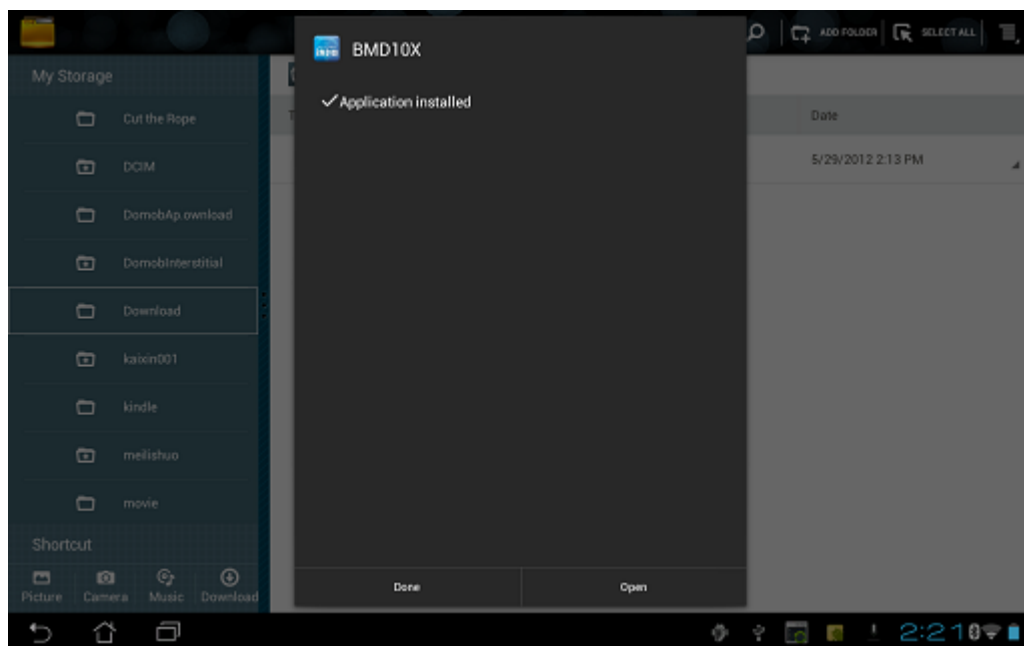 BMD10X
ADD FOLDER
SELECT ALL
My Storage
Application installed
Cut the Rope
Date
DCIM
5/29/2012 2:13 PM
DomobAp.ownload
DomobInterstitial
Download
kaixin001
kindle
meilishuo
movie
Shortcut
Picture
Camera
Music
Download
Done
Open
2:21